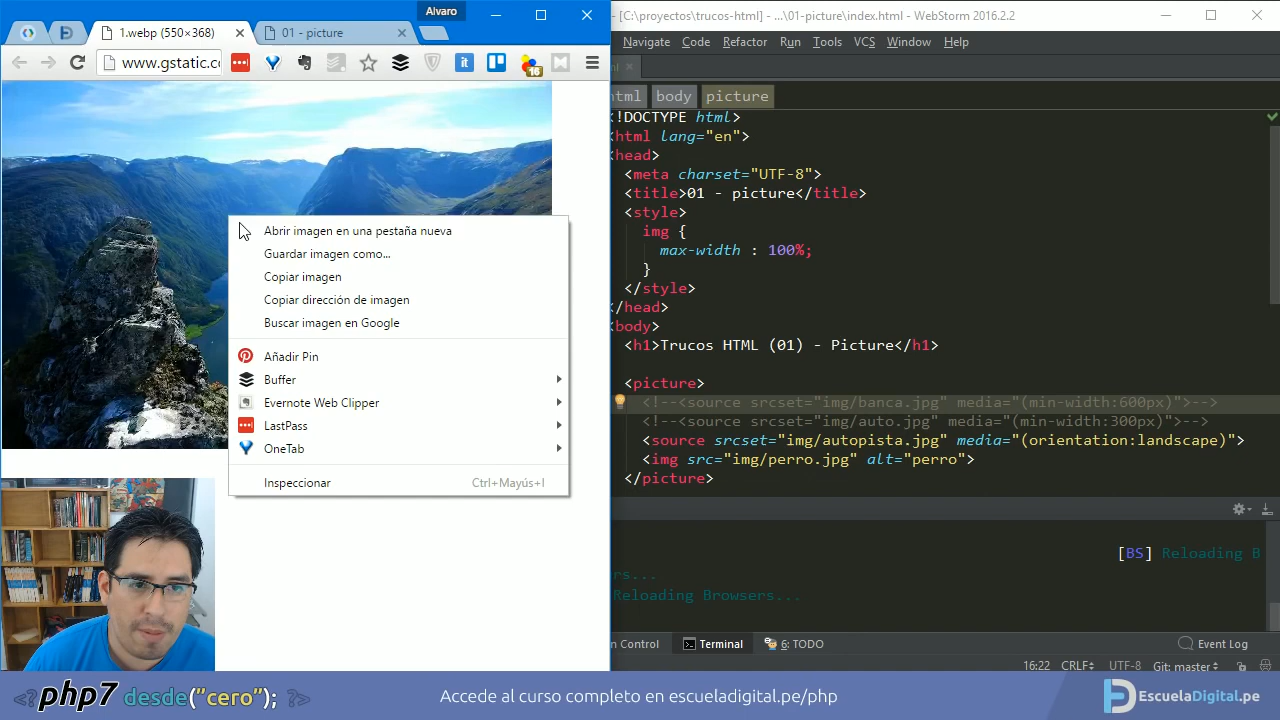 Alvaro
1.webp (550×368)
01 - picture
www.gstatic.c
it
16
Abrir imagen en una pestaña nueva
Guardar imagen como...
Copiar imagen
Copiar dirección de imagen
Buscar imagen en Google
Añadir Pin
Buffer
Evernote Web Clipper
LastPass
OneTab
Inspeccionar Ctrl+Mayús+I
- [C:\proyectos\trucos-html] - ...\01-picture\index.html - WebStorm 2016.2.2
Navigate Code Refactor Run Tools VCS Window Help
html body picture
<!DOCTYPE html>
<html lang="en">
<head>
<meta charset="UTF-8">
<title>01 - picture</title>
<style>
img {
max-width : 100%;
}
</style>
</head>
<body>
<h1>Trucos HTML (01) - Picture</h1>
<picture>
<!--<source srcset="img/banca.jpg" media="(min-width:600px)">-->
<!--<source srcset="img/auto.jpg" media="(min-width:300px)">-->
<source srcset="img/autopista.jpg" media="(orientation:landscape)">
<img src="img/perro.jpg" alt="perro">
</picture>
[BS] Reloading B
rs...
Reloading Browsers...
n Control Terminal 6: TODO Event Log
16:22 CRLF UTF-8 Git: master
<?> php7 desde("cero"); ?>
Accede al curso completo en escueladigital.pe/php
EscuelaDigital.pe